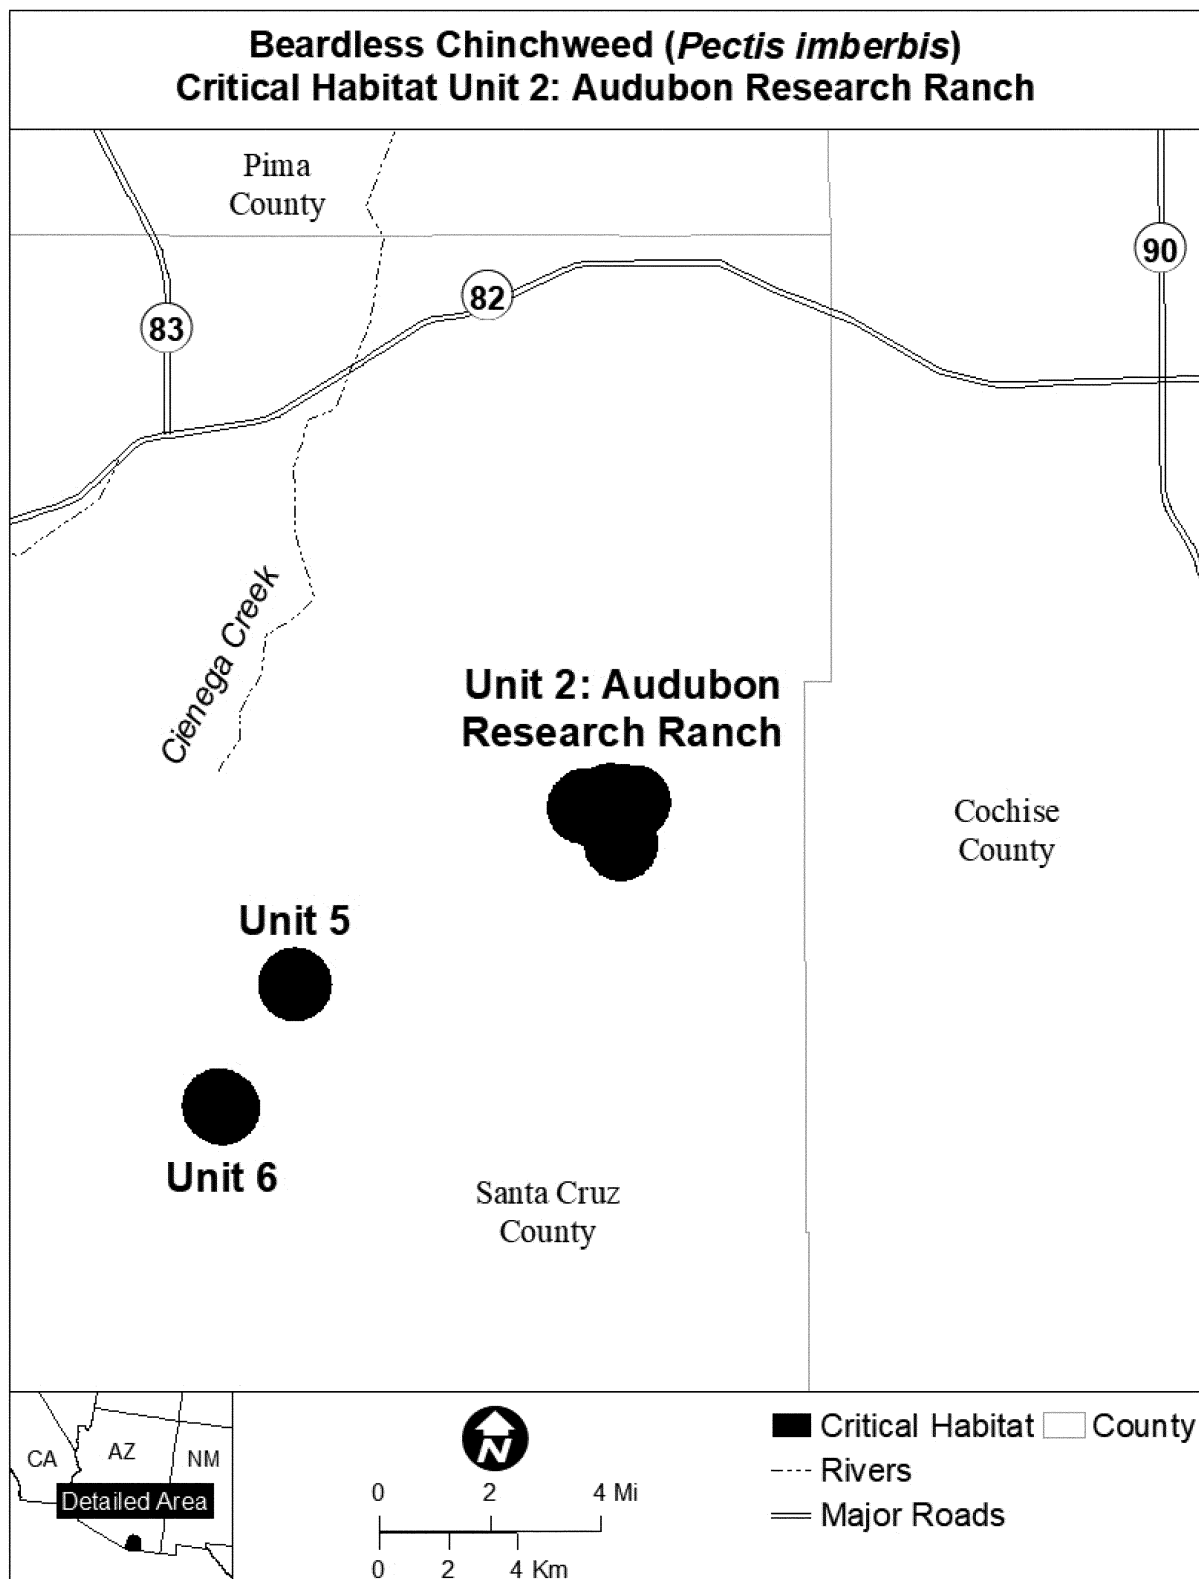 Beardless Chinchweed (Pectis imberbis)
Critical Habitat Unit 2: Audubon Research Ranch
Pima
County
90
82
83
Cienega Creek
Unit 2: Audubon
Research Ranch
Cochise
County
Unit 5
Unit 6
Santa Cruz
County
CA
AZ
NM
Detailed Area
N
0 2 4 Mi
0 2 4 Km
Critical Habitat County
Rivers
Major Roads